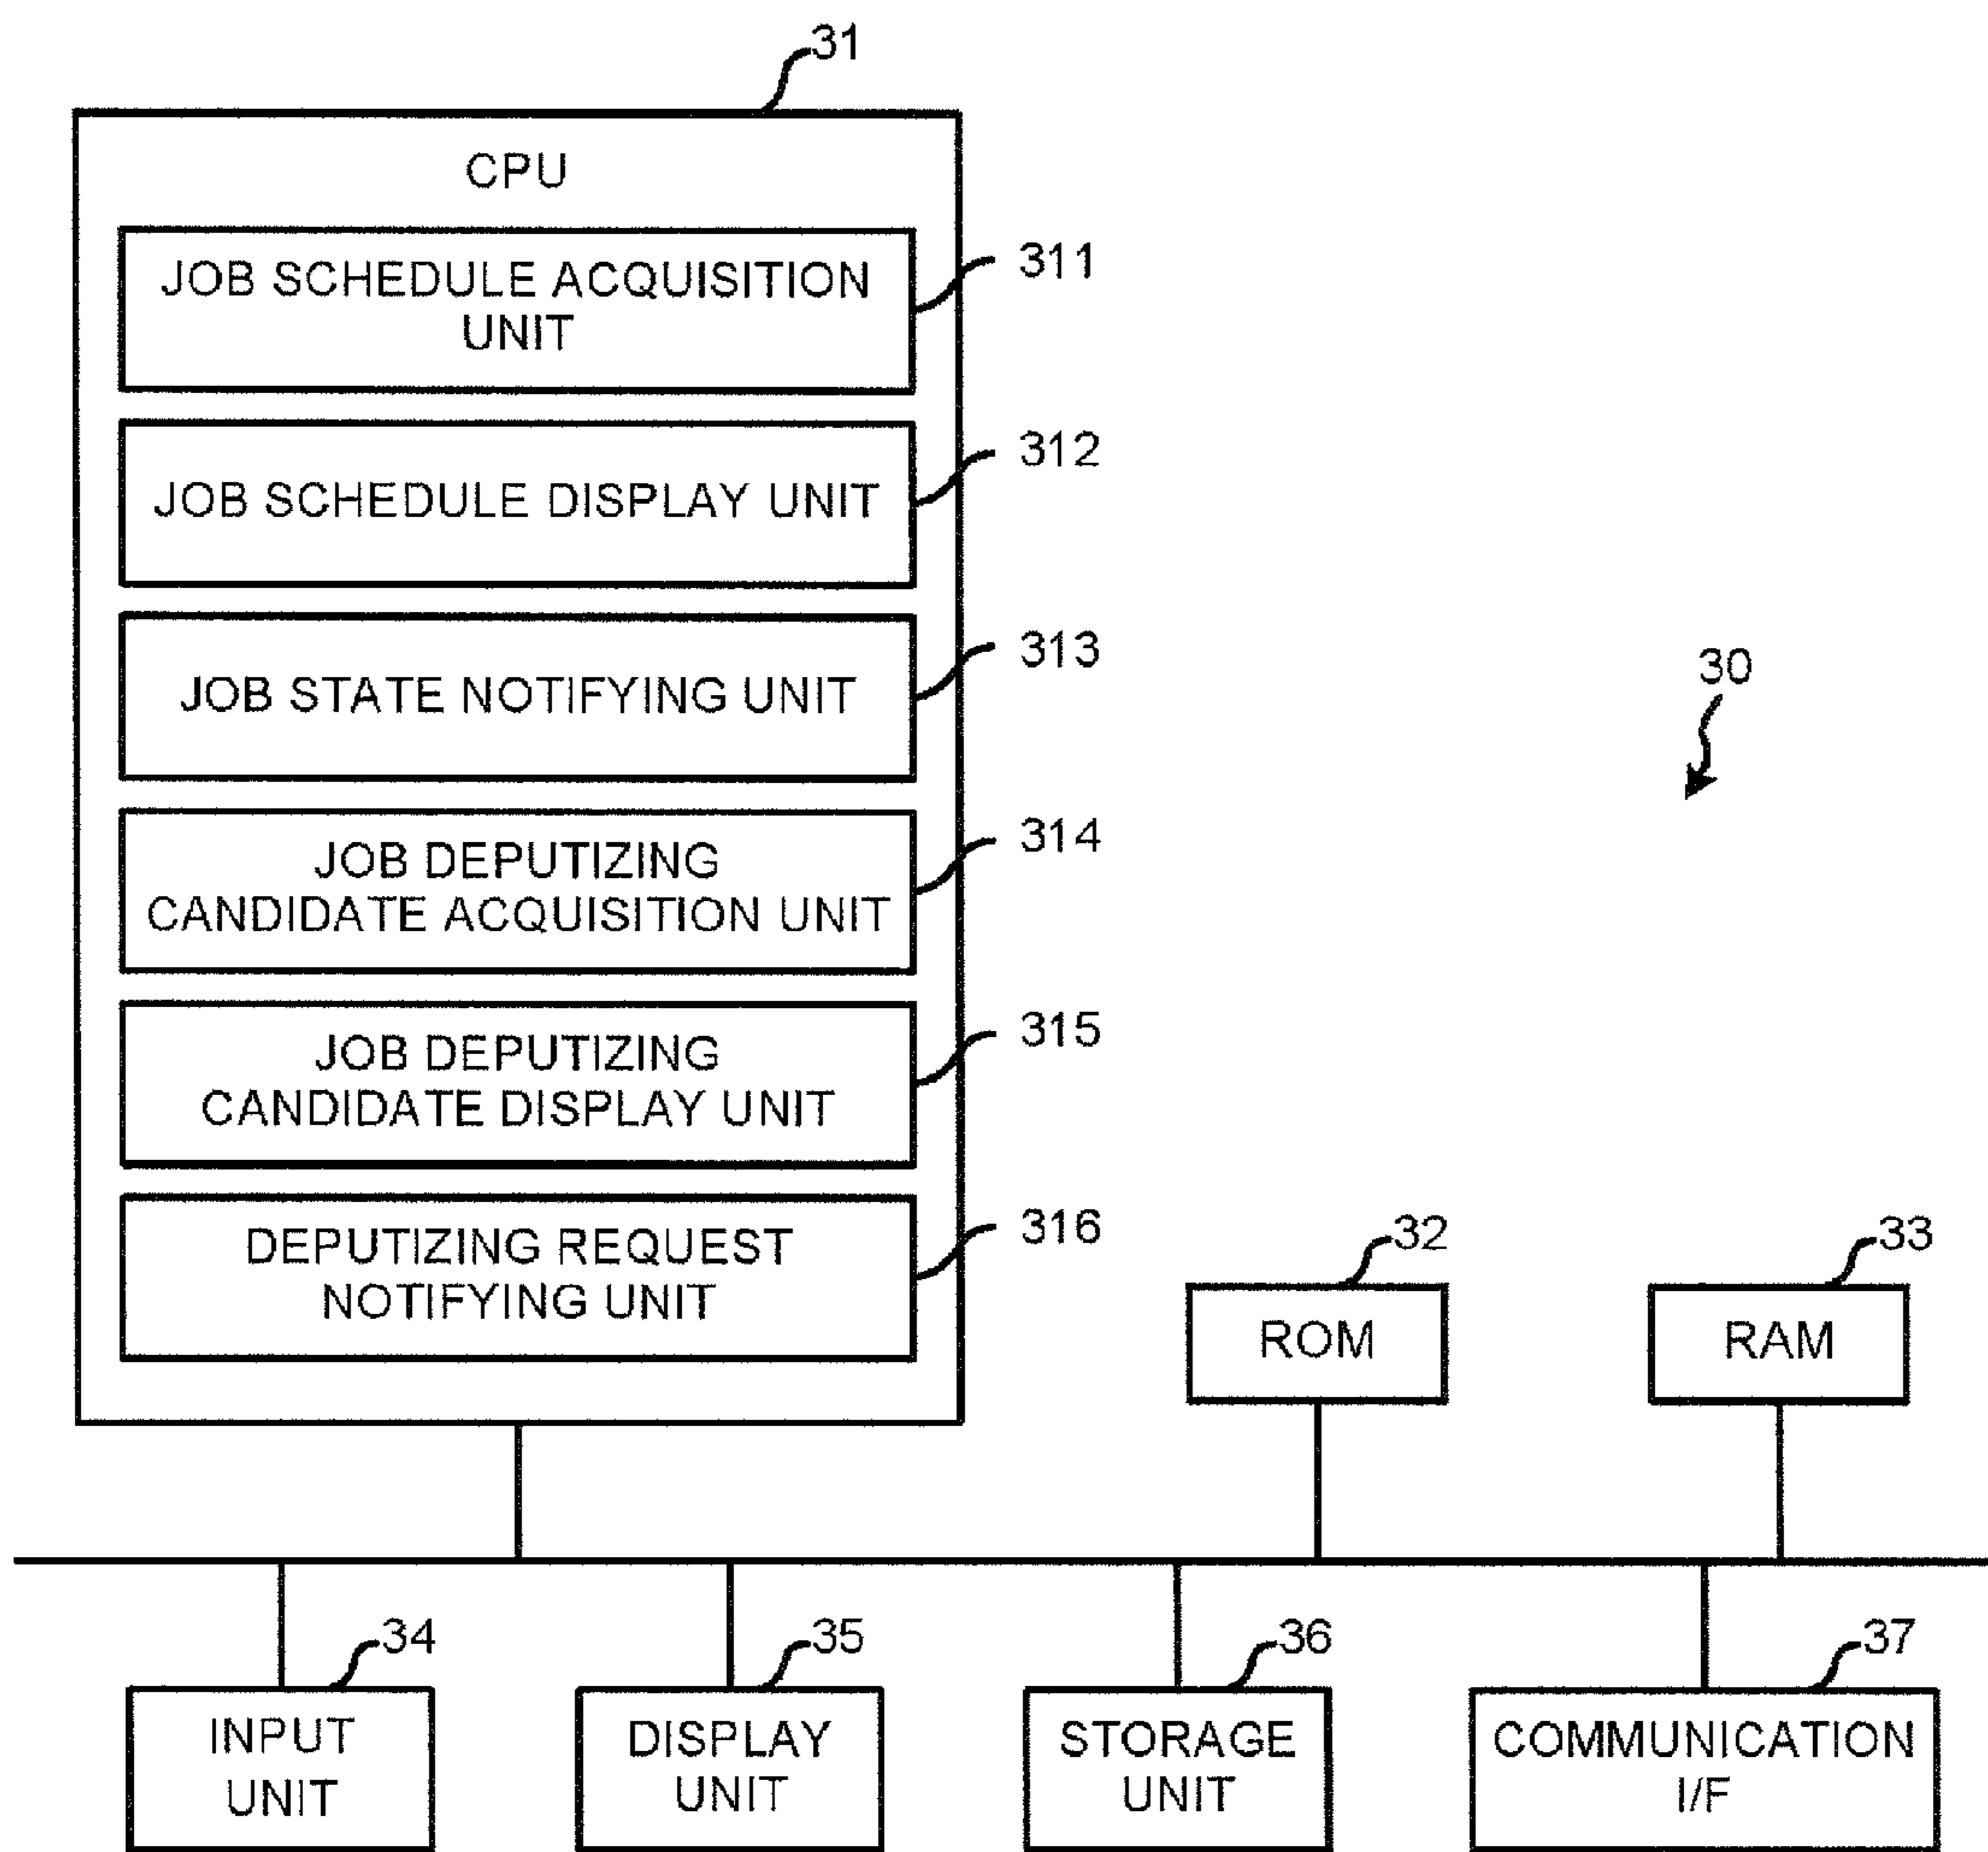 31
CPU
JOB SCHEDULE ACQUISITION
UNIT
311
JOB SCHEDULE DISPLAY UNIT
312
JOB STATE NOTIFYING UNIT
313
JOB DEPUTIZING
CANDIDATE ACQUISITION UNIT
314
JOB DEPUTIZING
CANDIDATE DISPLAY UNIT
315
DEPUTIZING REQUEST
NOTIFYING UNIT
316
30
32
ROM
33
RAM
34
INPUT
UNIT
35
DISPLAY
UNIT
36
STORAGE
UNIT
37
COMMUNICATION
I/F